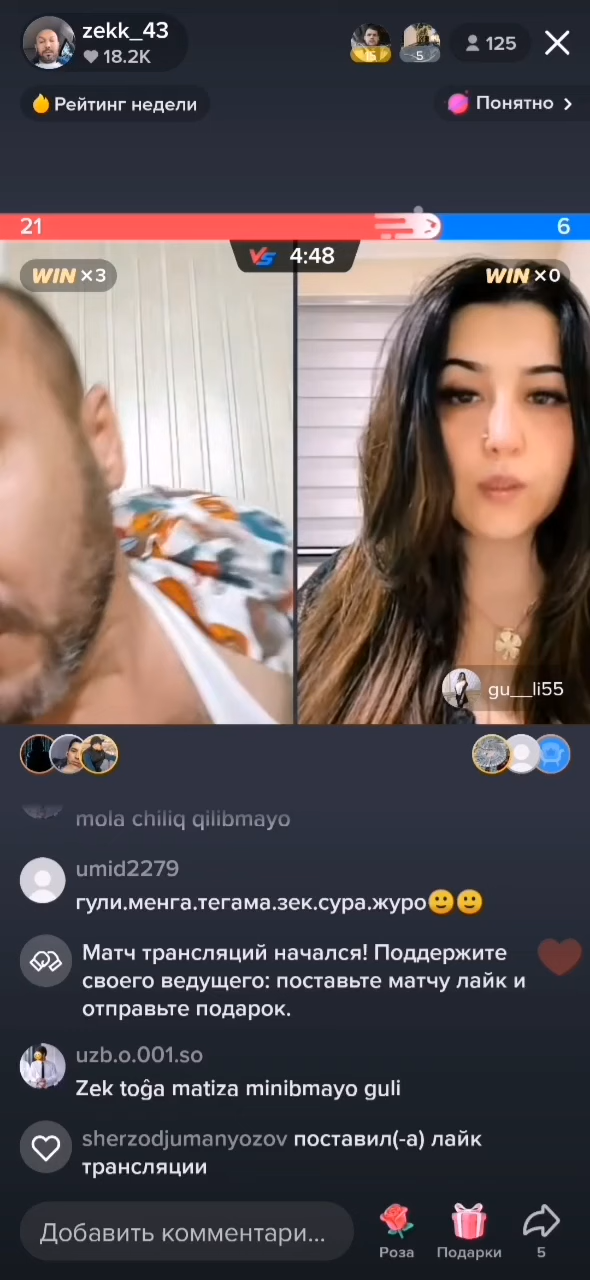 zekk_43
18.2K
15
5
125
Рейтинг недели
Понятно
21
6
VS 4:48
WIN ×3
WIN ×0
gu__li55
mola chiliq qilibmayo
umid2279
гули.менга.тегама.зек.сура.журо🙂🙂
Матч трансляций начался! Поддержите
своего ведущего: поставьте матчу лайк и
отправьте подарок.
uzb.o.001.so
Zek toĝa matiza minibmayo guli
sherzodjumanyozov поставил(-а) лайк
трансляции
Добавить комментари...
Роза
Подарки
5